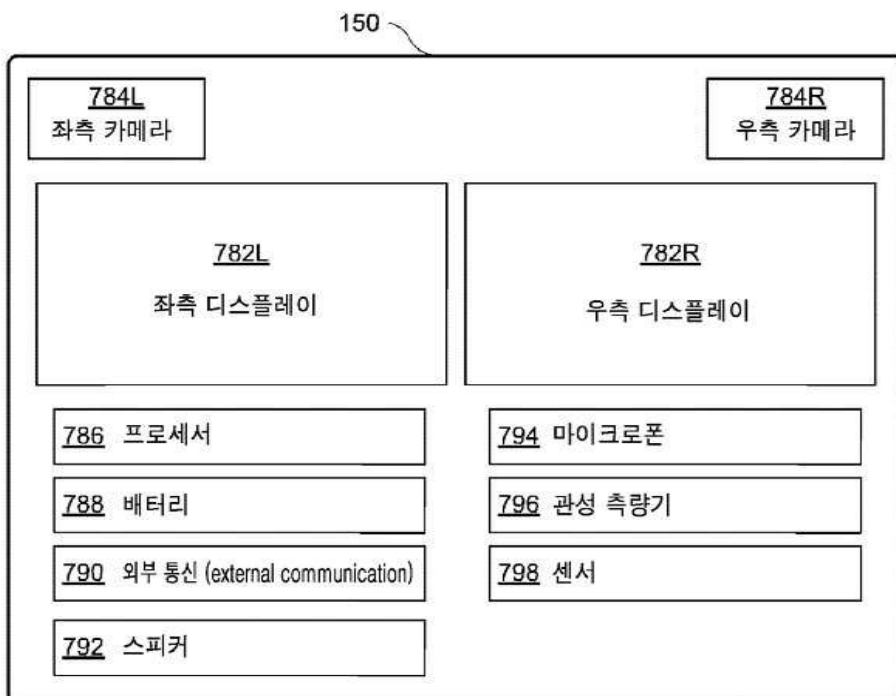 150
784L
좌측 카메라
784R
우측 카메라
782L
좌측 디스플레이
782R
우측 디스플레이
786 프로세서
794 마이크로폰
788 배터리
796 관성 측량기
790 외부 통신 (external communication)
798 센서
792 스피커